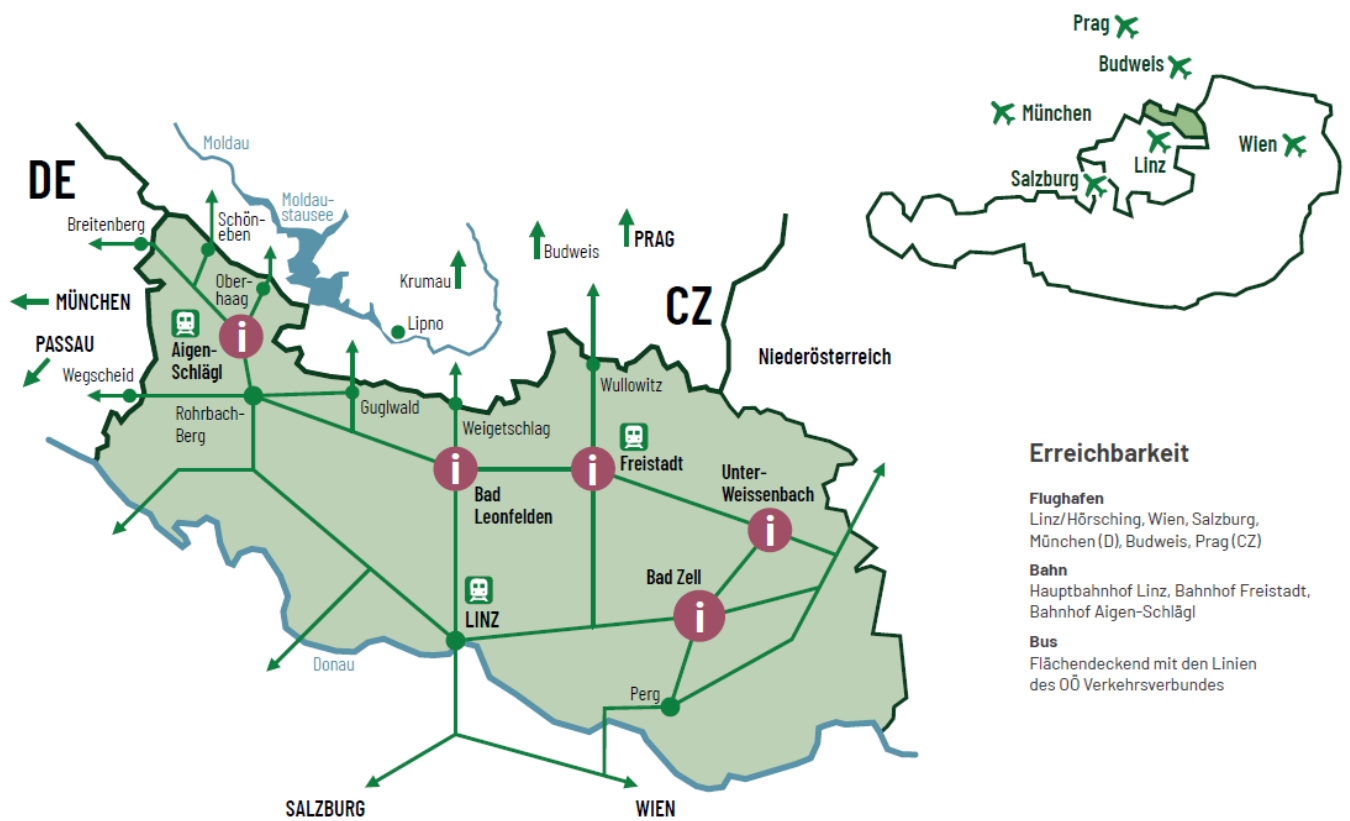 Prag
Budweis
München
Wien
Linz
Salzburg
DE
Moldau
Moldau-
stausee
Breitenberg
Schön-
eben
Ober-
haag
Krumau
Budweis
PRAG
CZ
MÜNCHEN
Lipno
PASSAU
Aigen-
Schlägl
Niederösterreich
Wegscheid
Wullowitz
Rohrbach-
Berg
Guglwald
Weigetschlag
i
i
Bad
Leonfelden
i
Freistadt
Unter-
Weissenbach
i
Bad Zell
i
LINZ
Donau
Perg
SALZBURG
WIEN
Erreichbarkeit
Flughafen
Linz/Hörsching, Wien, Salzburg,
München (D), Budweis, Prag (CZ)
Bahn
Hauptbahnhof Linz, Bahnhof Freistadt,
Bahnhof Aigen-Schlägl
Bus
Flächendeckend mit den Linien
des OÖ Verkehrsverbundes